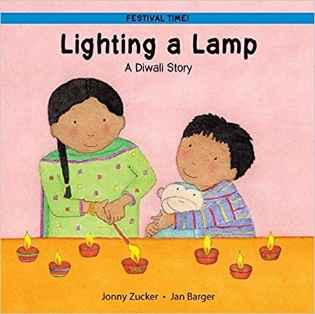 FESTIVAL TIME!
Lighting a Lamp
A Diwali Story
Jonny Zucker • Jan Barger